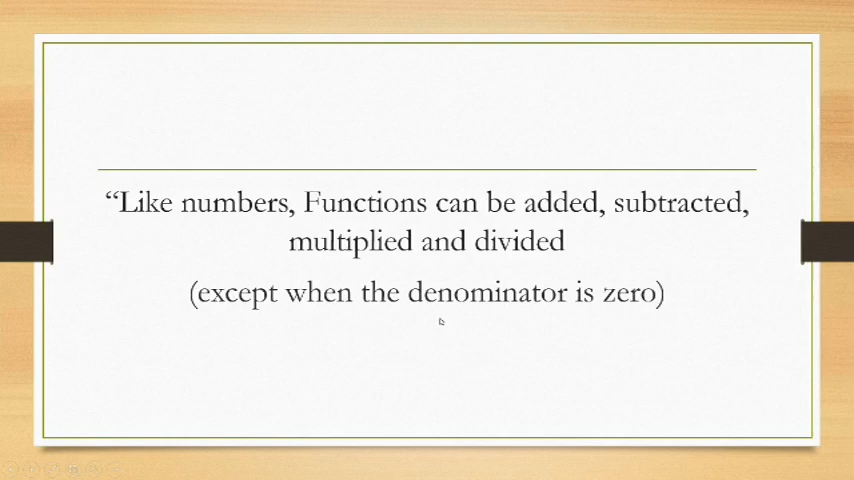 “Like numbers, Functions can be added, subtracted,
multiplied and divided
(except when the denominator is zero)